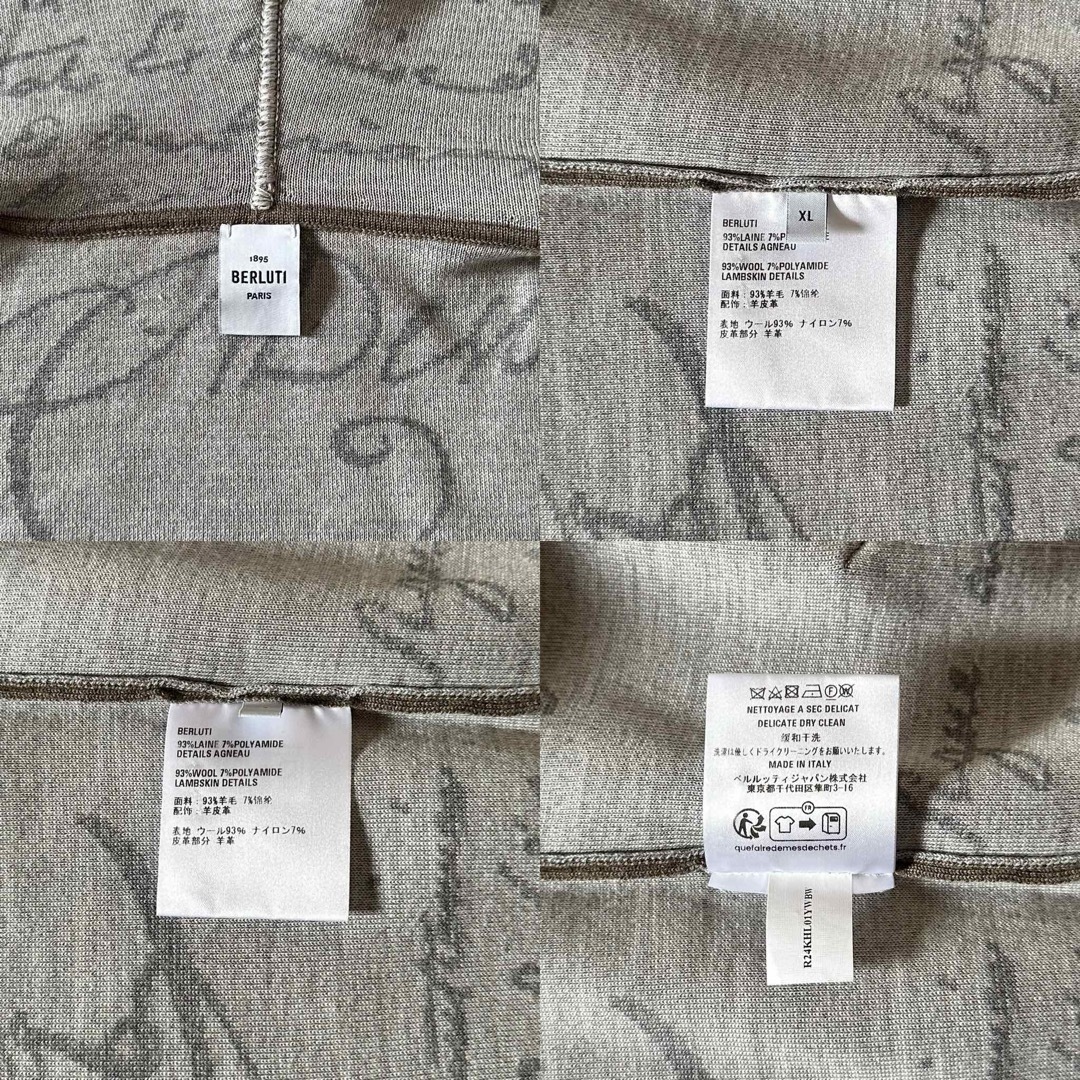 1895
BERLUTI
PARIS
XL
BERLUTI
93%LAINE 7%P
DETAILS AGNEAU
93%WOOL 7%POLYAMIDE
LAMBSKIN DETAILS
面料：93%羊毛 7%锦纶
配饰：羊皮革
表地 ウール93% ナイロン7%
皮革部分 羊革
BERLUTI
93%LAINE 7%POLYAMIDE
DETAILS AGNEAU
93%WOOL 7%POLYAMIDE
LAMBSKIN DETAILS
面料：93%羊毛 7%锦纶
配饰：羊皮革
表地 ウール93% ナイロン7%
皮革部分 羊革
NETTOYAGE A SEC DELICAT
DELICATE DRY CLEAN
缓和干洗
洗濯は優しくドライクリーニングをお願いいたします。
MADE IN ITALY
ベルルッティジャパン株式会社
東京都千代田区隼町3-16
FR
quefairedemesdechets.fr
R24KHL01YWBW